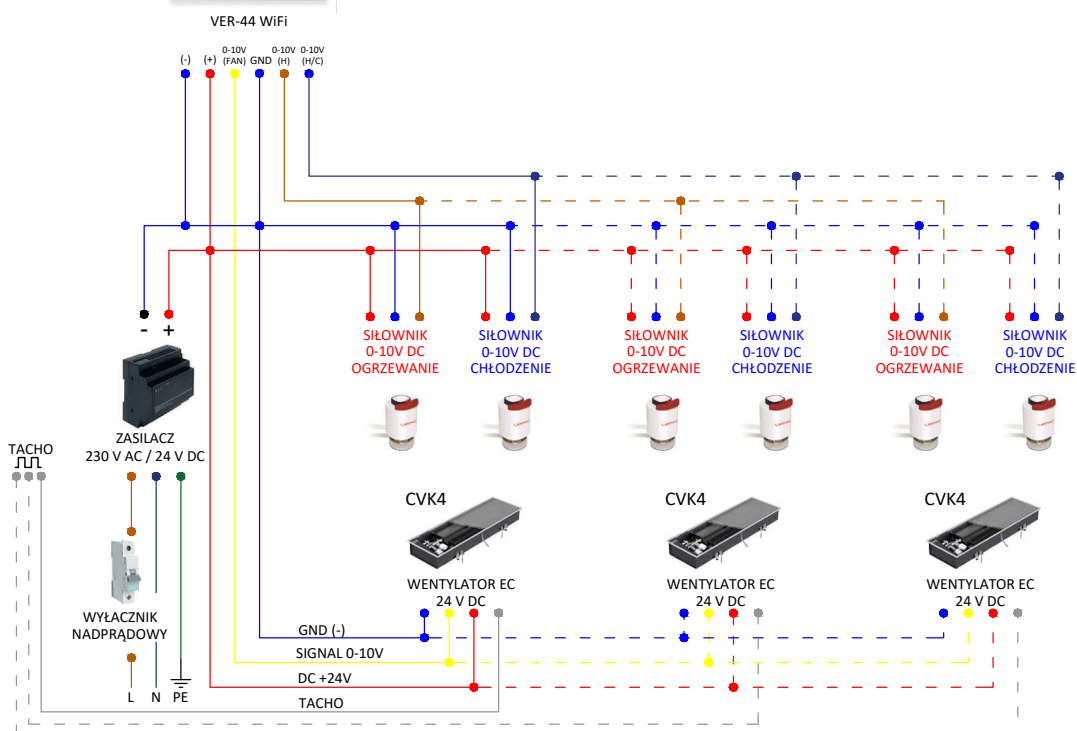 VER-44 WiFi
(-) (+) 0-10V (FAN) GND 0-10V (H) 0-10V (H/C)
- +
SIŁOWNIK
0-10V DC
OGRZEWANIE
SIŁOWNIK
0-10V DC
CHŁODZENIE
SIŁOWNIK
0-10V DC
OGRZEWANIE
SIŁOWNIK
0-10V DC
CHŁODZENIE
SIŁOWNIK
0-10V DC
OGRZEWANIE
SIŁOWNIK
0-10V DC
CHŁODZENIE
ZASILACZ
230 V AC / 24 V DC
TACHO
CVK4
CVK4
CVK4
WENTYLATOR EC
24 V DC
WENTYLATOR EC
24 V DC
WENTYLATOR EC
24 V DC
WYŁACZNIK
NADPRĄDOWY
GND (-)
SIGNAL 0-10V
DC +24V
TACHO
L N PE